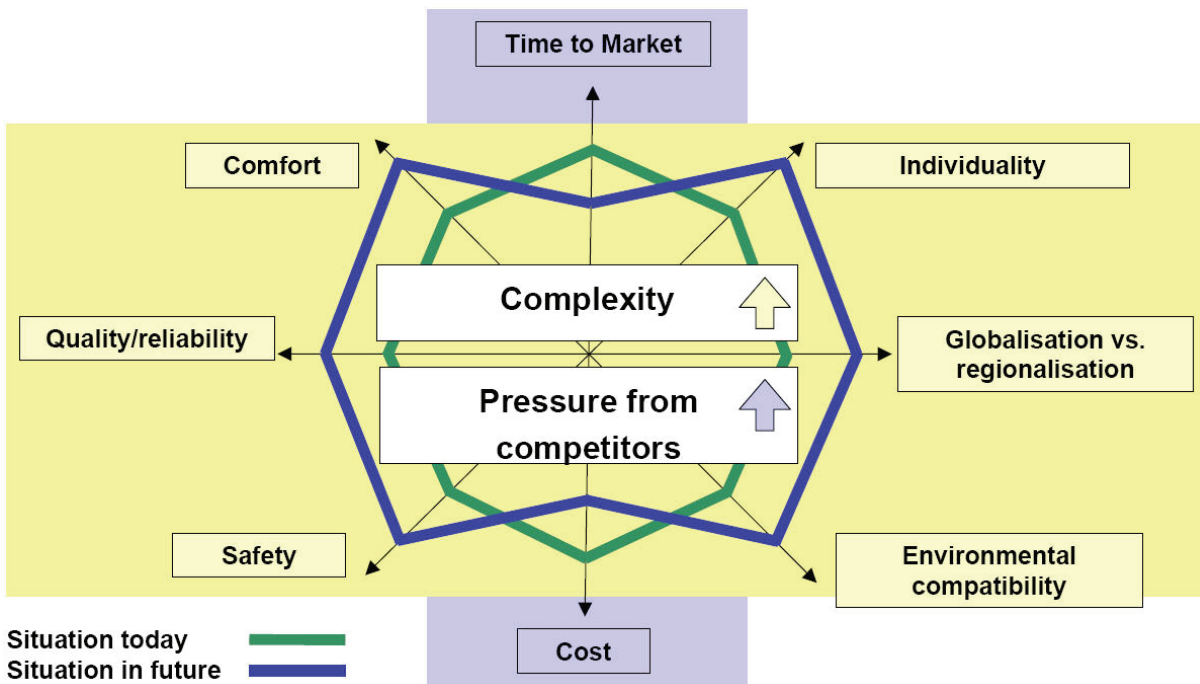 Time to Market
Comfort
Individuality
Complexity
Quality/reliability
Globalisation vs.
regionalisation
Pressure from
competitors
Safety
Environmental
compatibility
Situation today
Situation in future
Cost